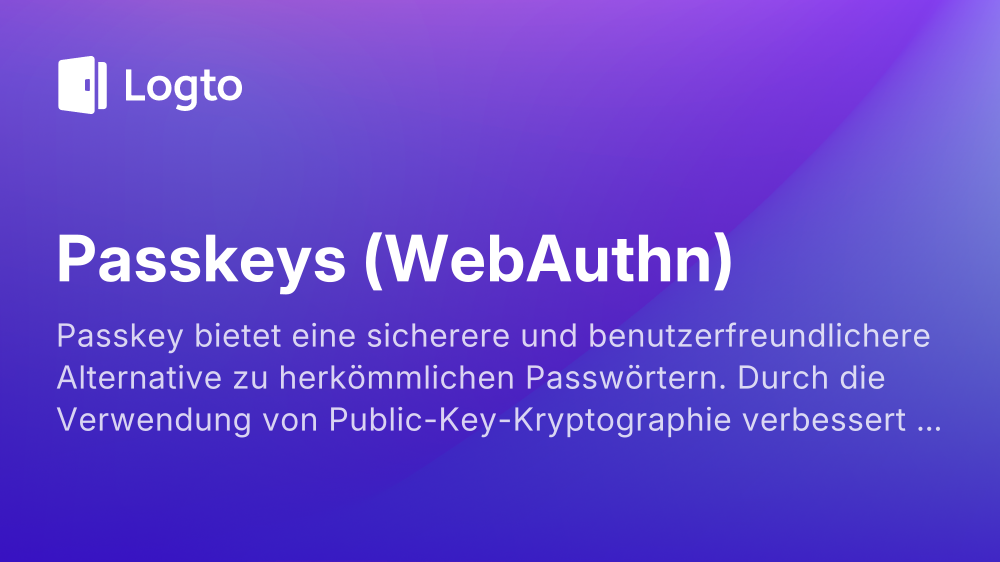 Logto
Passkeys (WebAuthn)
Passkey bietet eine sicherere und benutzerfreundlichere
Alternative zu herkömmlichen Passwörtern. Durch die
Verwendung von Public-Key-Kryptographie verbessert ...